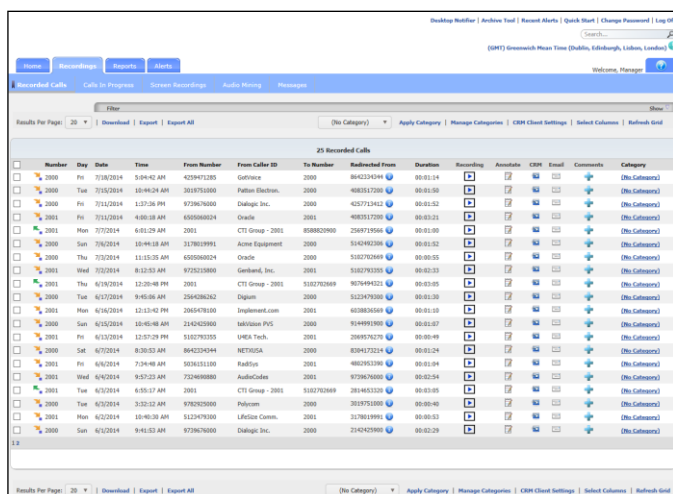 Desktop Notifier | Archive Tool | Recent Alerts | Quick Start | Change Password | Log Of
Search...
(GMT) Greenwich Mean Time (Dublin, Edinburgh, Lisbon, London)
Home Recordings Reports Alerts
Welcome, Manager
Recorded Calls Calls In Progress Screen Recordings Audio Mining Messages
Filter Show
Results Per Page: 20 | Download | Export | Export All (No Category) Apply Category | Manage Categories | CRM Client Settings | Select Columns | Refresh Grid
25 Recorded Calls
Number Day Date Time From Number From Caller ID To Number Redirected From Duration Recording Annotate CRM Email Comments Category
2000 Fri 7/18/2014 5:04:42 AM 4259471285 GotVoice 2000 8642334344 00:01:14 (No Category)
2000 Tue 7/15/2014 10:44:24 AM 3019751000 Patton Electron. 2000 4083517200 00:01:50 (No Category)
2000 Fri 7/11/2014 1:37:36 PM 9739676000 Dialogic Inc. 2000 4257713412 00:01:52 (No Category)
2001 Fri 7/11/2014 4:00:18 AM 6505060024 Oracle 2001 4083517200 00:03:21 (No Category)
2001 Mon 7/7/2014 6:01:29 AM 2001 CTI Group - 2001 8588820900 2569719566 00:01:00 (No Category)
2000 Sun 7/6/2014 10:44:18 AM 3178019991 Acme Equipment 2000 5142492306 00:01:52 (No Category)
2000 Thu 7/3/2014 11:15:35 AM 6505060024 Oracle 2000 5102702669 00:00:55 (No Category)
2001 Wed 7/2/2014 8:12:53 AM 9725215000 Genband, Inc. 2001 5102793355 00:02:33 (No Category)
2001 Thu 6/19/2014 12:20:48 PM 2001 CTI Group - 2001 5102702669 9076494321 00:03:05 (No Category)
2000 Tue 6/17/2014 9:45:06 AM 2564286262 Digium 2000 5123479300 00:01:30 (No Category)
2001 Mon 6/16/2014 12:13:42 PM 2065478100 Implement.com 2001 6038836569 00:01:10 (No Category)
2000 Sun 6/15/2014 10:45:48 AM 2142425900 tekVizion PVS 2000 9144991900 00:01:07 (No Category)
2001 Fri 6/13/2014 12:57:29 PM 5102793355 U4EA Tech. 2001 2069576270 00:00:49 (No Category)
2000 Sat 6/7/2014 8:30:53 AM 8642334344 NETXUSA 2000 8304173214 00:01:24 (No Category)
2001 Fri 6/6/2014 7:34:48 AM 5036151100 RadiSys 2001 4802953390 00:01:04 (No Category)
2000 Wed 6/4/2014 9:57:23 AM 7324690880 AudioCodes 2000 9739676000 00:02:54 (No Category)
2001 Tue 6/3/2014 6:55:17 AM 2001 CTI Group - 2001 5102702669 2814653320 00:03:05 (No Category)
2000 Tue 6/3/2014 3:32:12 AM 9782925000 Polycom 2000 3019751000 00:00:40 (No Category)
2001 Mon 6/2/2014 10:40:30 AM 5123479300 LifeSize Comm. 2001 3178019991 00:00:53 (No Category)
2000 Sun 6/1/2014 9:41:53 AM 9739676000 Dialogic Inc. 2000 2142425900 00:02:29 (No Category)
1 2
Results Per Page: 20 | Download | Export | Export All (No Category) Apply Category | Manage Categories | CRM Client Settings | Select Columns | Refresh Grid